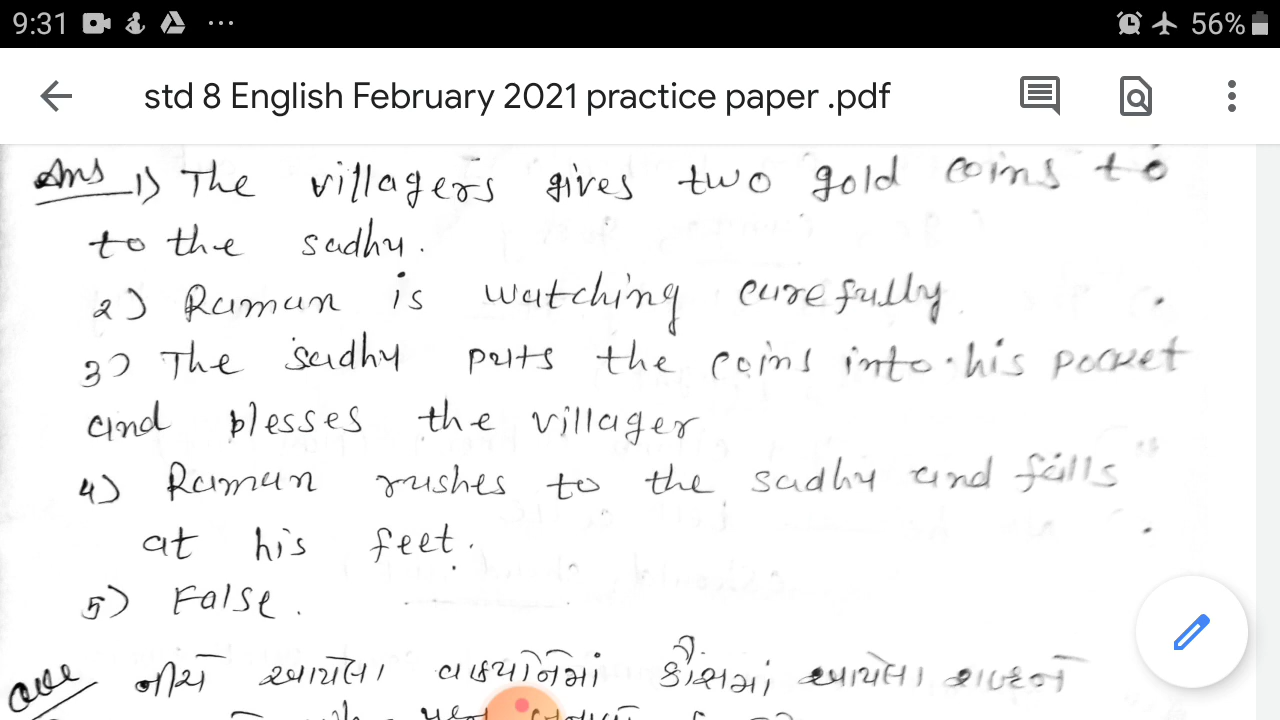 9:31 ... 56%
std 8 English February 2021 practice paper .pdf
Ans 1) The villagers gives two gold coins to
to the sadhu.
2) Raman is watching carefully
3) The sadhu puts the coins into his pocket
and blesses the villager
4) Raman rushes to the sadhu and falls
at his feet.
5) False.
નીચે આપેલા વાક્યોનેમાં કૌંશમાં આપેલા શબ્દને